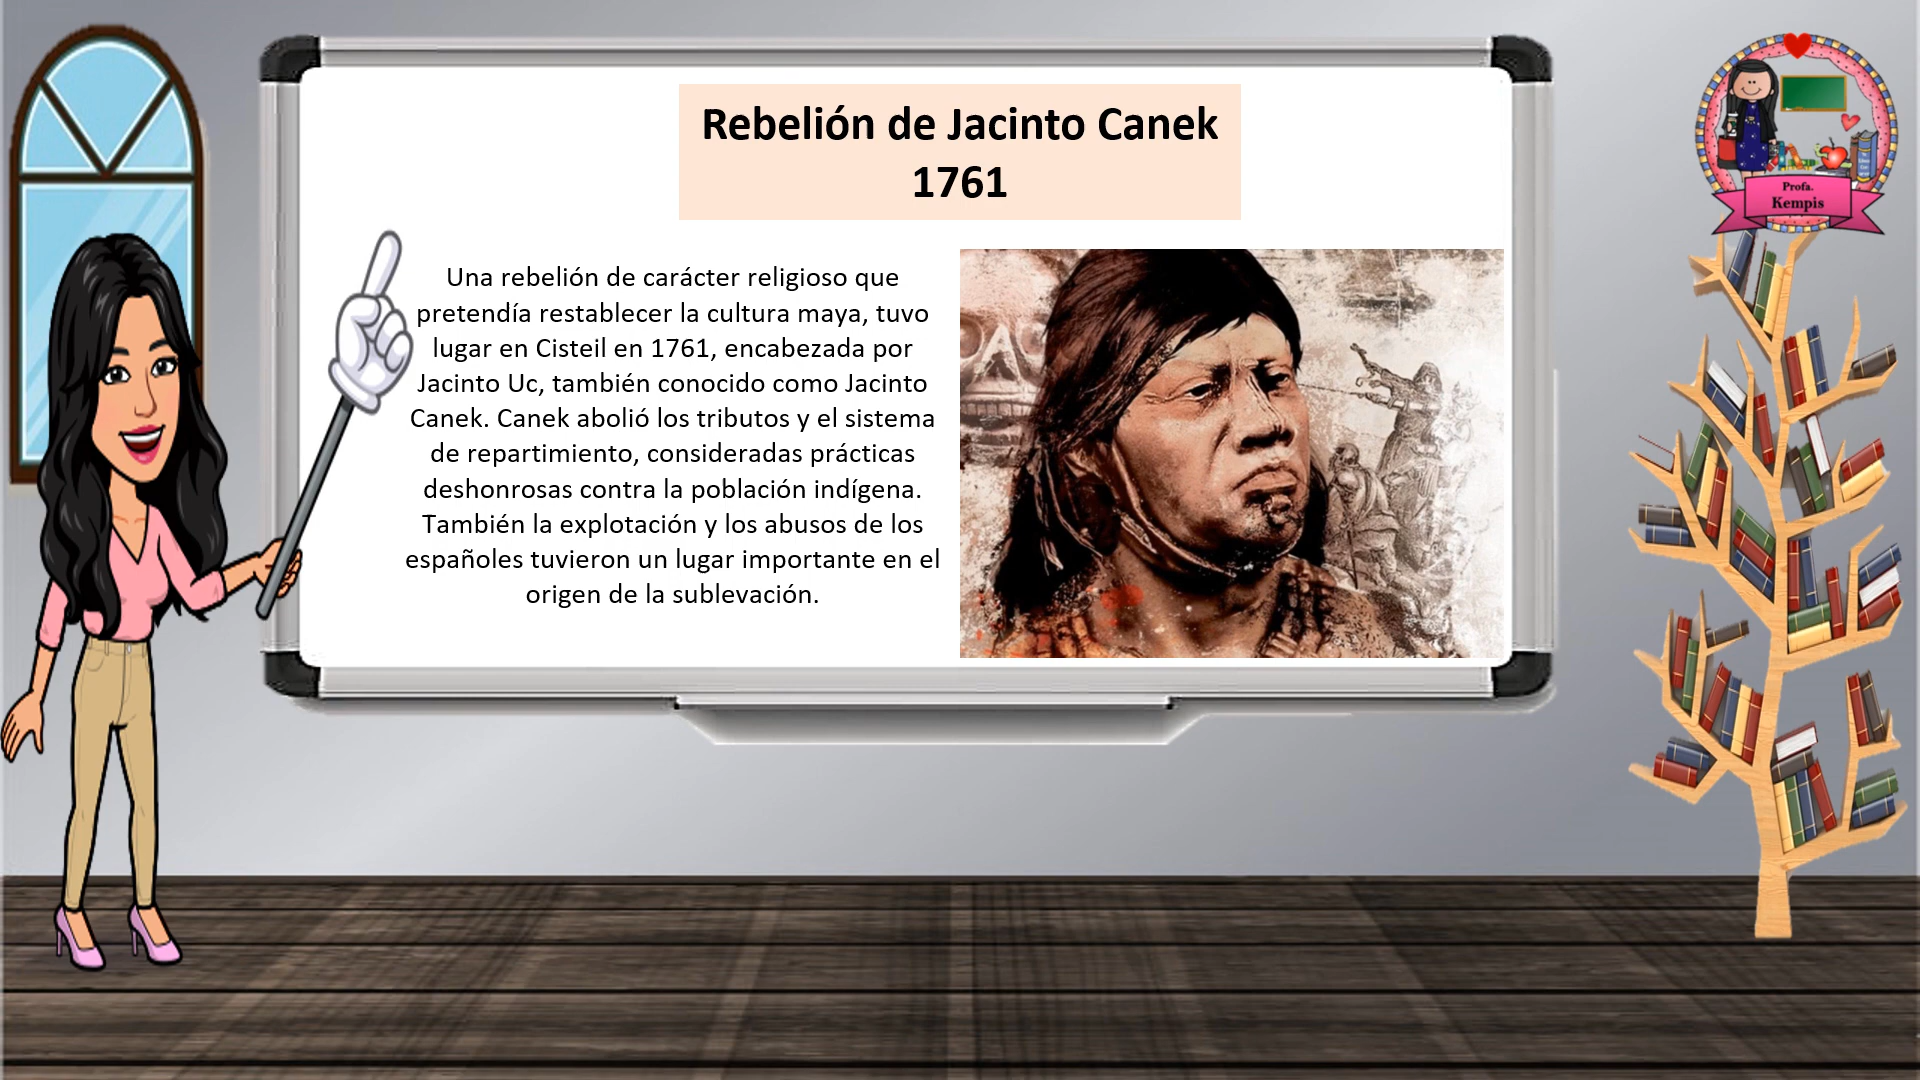 Rebelión de Jacinto Canek
1761
Profa.
Kempis
Una rebelión de carácter religioso que
pretendía restablecer la cultura maya, tuvo
lugar en Cisteil en 1761, encabezada por
Jacinto Uc, también conocido como Jacinto
Canek. Canek abolió los tributos y el sistema
de repartimiento, consideradas prácticas
deshonrosas contra la población indígena.
También la explotación y los abusos de los
españoles tuvieron un lugar importante en el
origen de la sublevación.